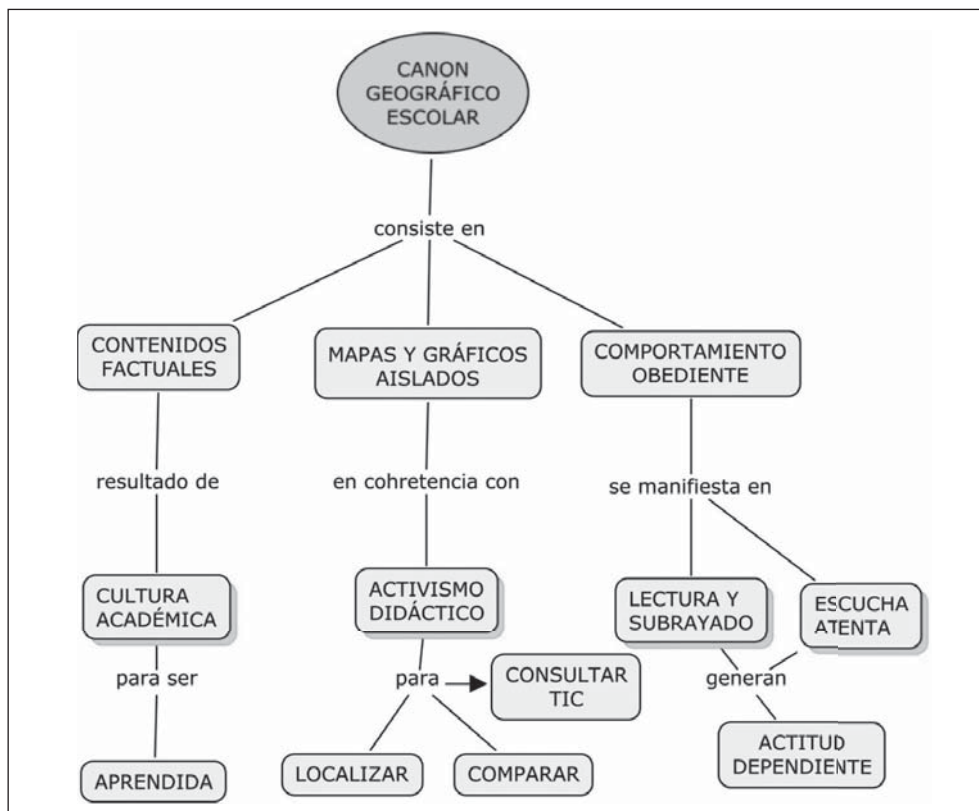 CANON
GEOGRÁFICO
ESCOLAR
consiste en
CONTENIDOS
FACTUALES
MAPAS Y GRÁFICOS
AISLADOS
COMPORTAMIENTO
OBEDIENTE
resultado de
en cohretencia con
se manifiesta en
CULTURA
ACADÉMICA
ACTIVISMO
DIDÁCTICO
LECTURA Y
SUBRAYADO
ESCUCHA
ATENTA
para ser
para
CONSULTAR
TIC
generan
APRENDIDA
LOCALIZAR
COMPARAR
ACTITUD
DEPENDIENTE